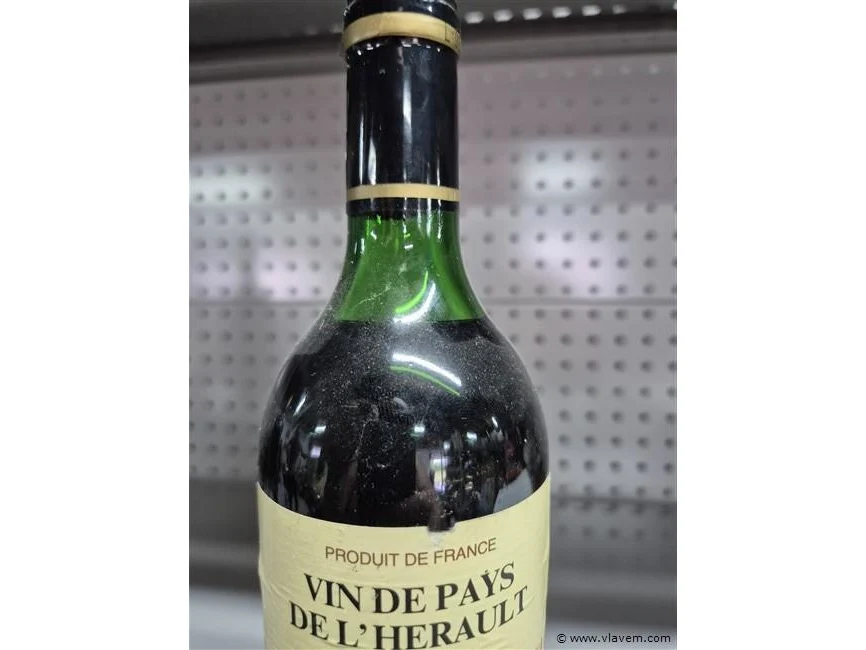 PRODUIT DE FRANCE
VIN DE PAYS
DE L'HERAULT
© www.vlavem.com